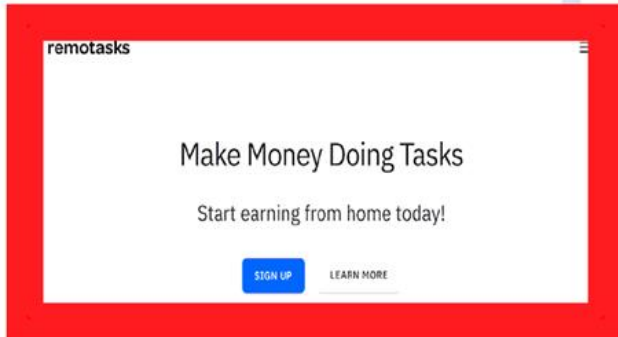 remotasks
Make Money Doing Tasks
Start earning from home today!
SIGN UP LEARN MORE